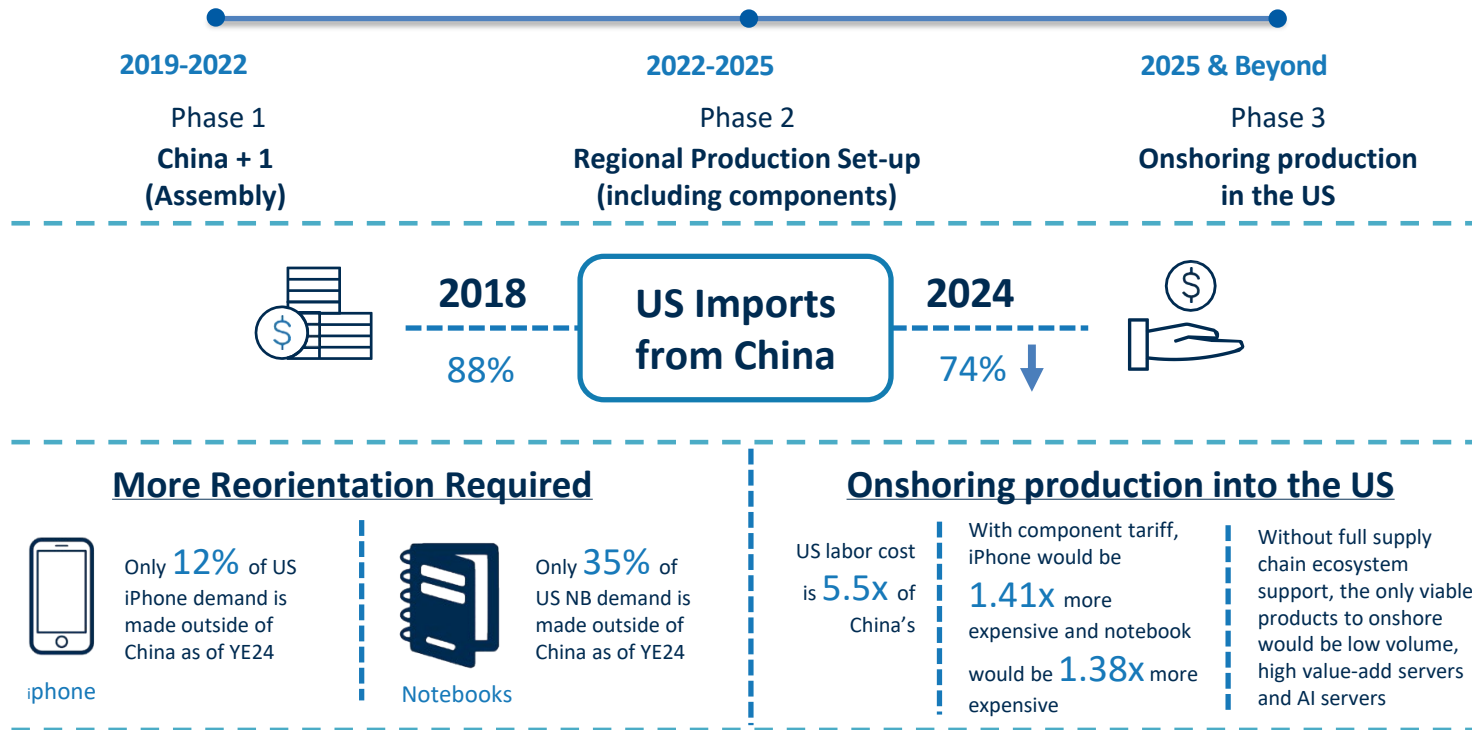 2019-2022
Phase 1
China + 1
(Assembly)
2022-2025
Phase 2
Regional Production Set-up
(including components)
2025 & Beyond
Phase 3
Onshoring production
in the US
$
2018
88%
US Imports
from China
2024
74%
$
More Reorientation Required
iphone
Only 12% of US
iPhone demand is
made outside of
China as of YE24
Notebooks
Only 35% of
US NB demand is
made outside of
China as of YE24
Onshoring production into the US
US labor cost
is 5.5x of
China's
With component tariff,
iPhone would be
1.41x more
expensive and notebook
would be 1.38x more
expensive
Without full supply
chain ecosystem
support, the only viable
products to onshore
would be low volume,
high value-add servers
and AI servers